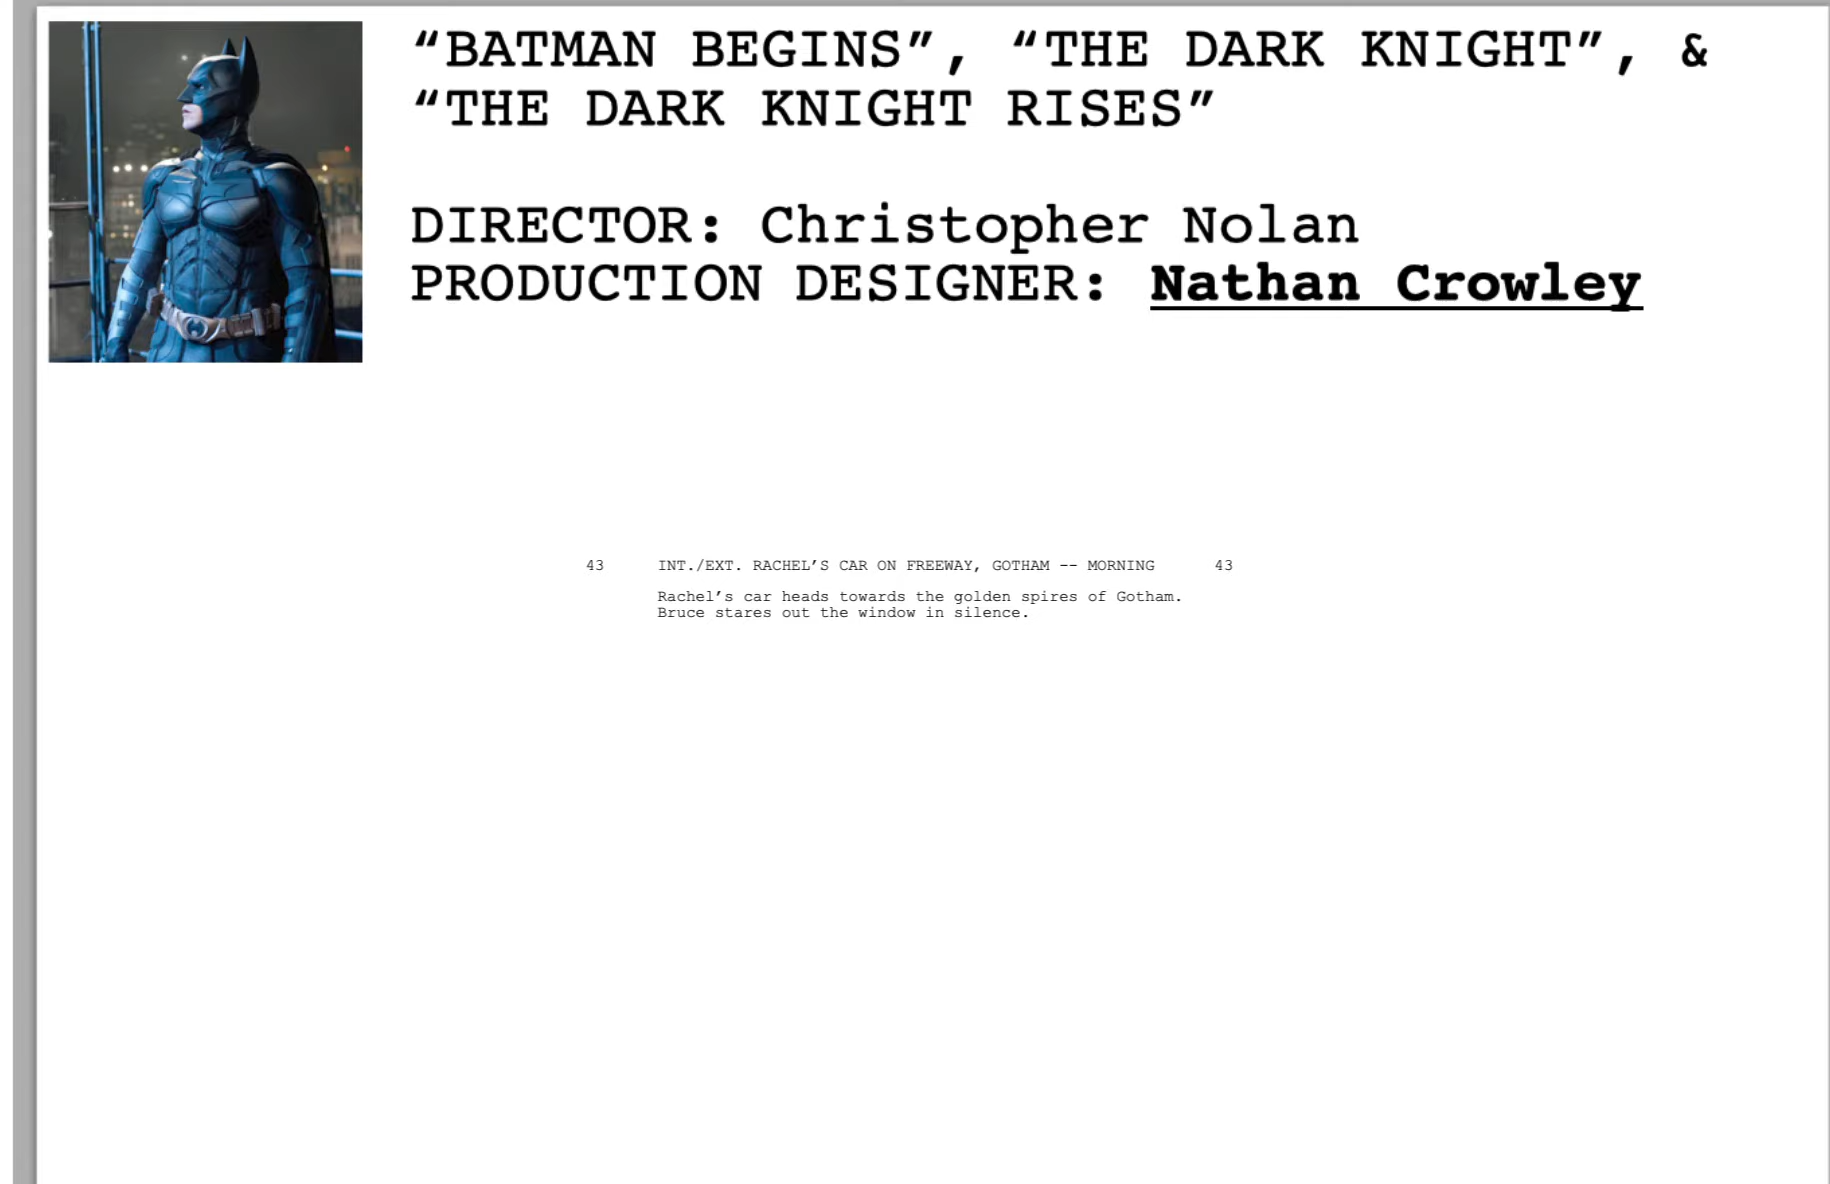 “BATMAN BEGINS”, “THE DARK KNIGHT”, &
“THE DARK KNIGHT RISES”
DIRECTOR: Christopher Nolan
PRODUCTION DESIGNER: Nathan Crowley
43 INT./EXT. RACHEL’S CAR ON FREEWAY, GOTHAM -- MORNING 43
Rachel’s car heads towards the golden spires of Gotham.
Bruce stares out the window in silence.